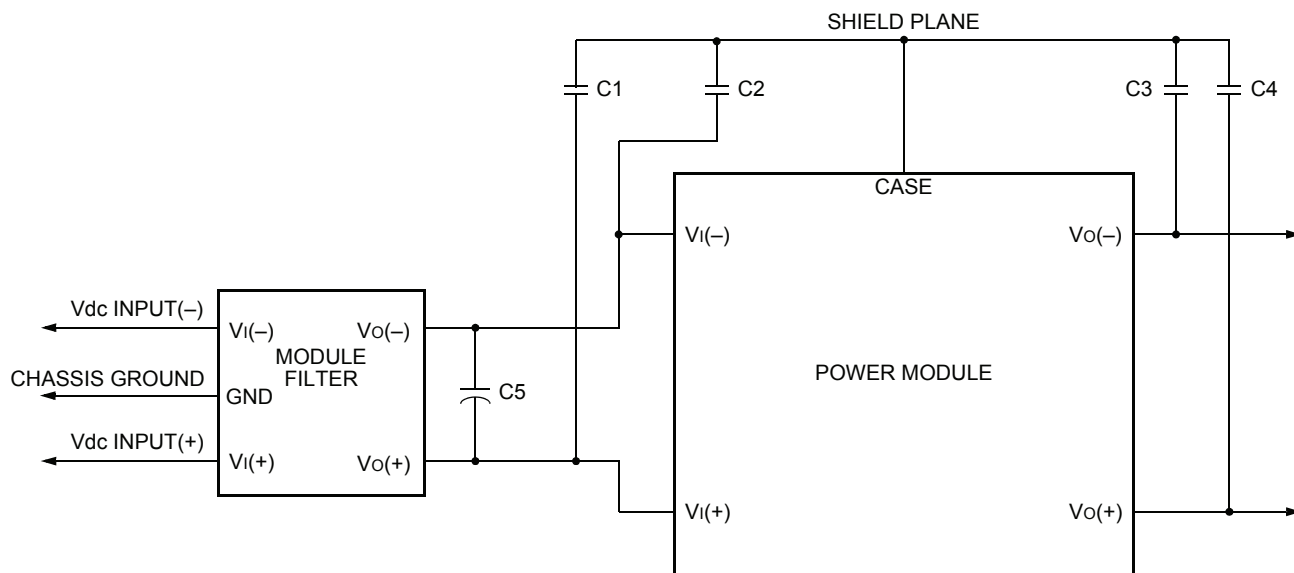 SHIELD PLANE
C1
C2
C3
C4
CASE
VI(–)
VO(–)
Vdc INPUT(–)
VI(–)
VO(–)
MODULE
FILTER
CHASSIS GROUND
GND
C5
POWER MODULE
Vdc INPUT(+)
VI(+)
VO(+)
VI(+)
VO(+)